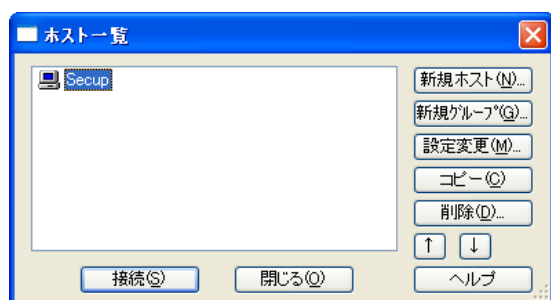 ホスト一覧
Secup
新規ホスト(N)...
新規グループ(G)...
設定変更(M)...
コピー(C)
削除(D)...
↑ ↓
接続(S) 閉じる(O) ヘルプ